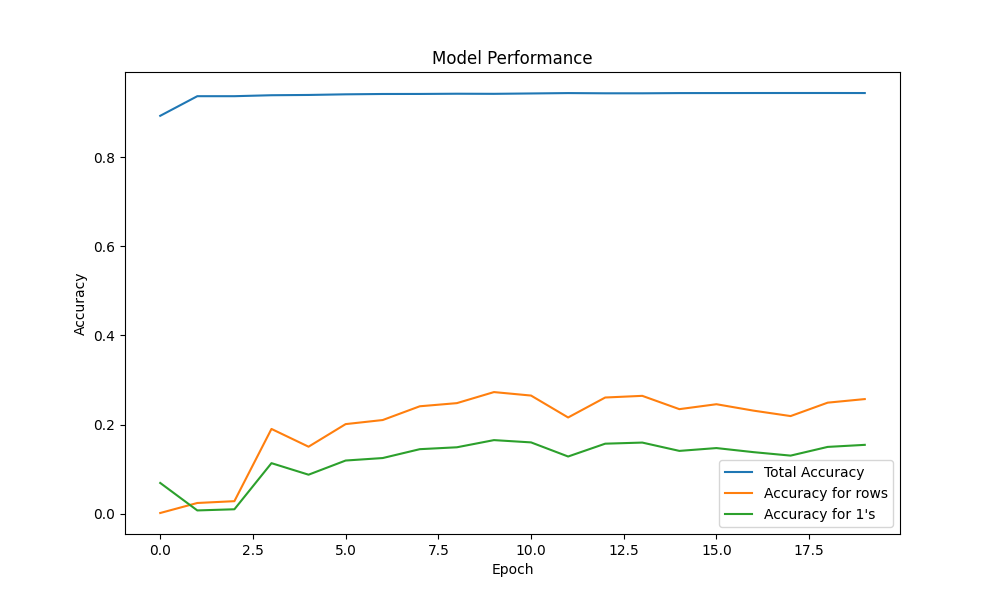 Model Performance
Accuracy
0.8
0.6
0.4
0.2
0.0
0.0 2.5 5.0 7.5 10.0 12.5 15.0 17.5
Epoch
Total Accuracy
Accuracy for rows
Accuracy for 1's